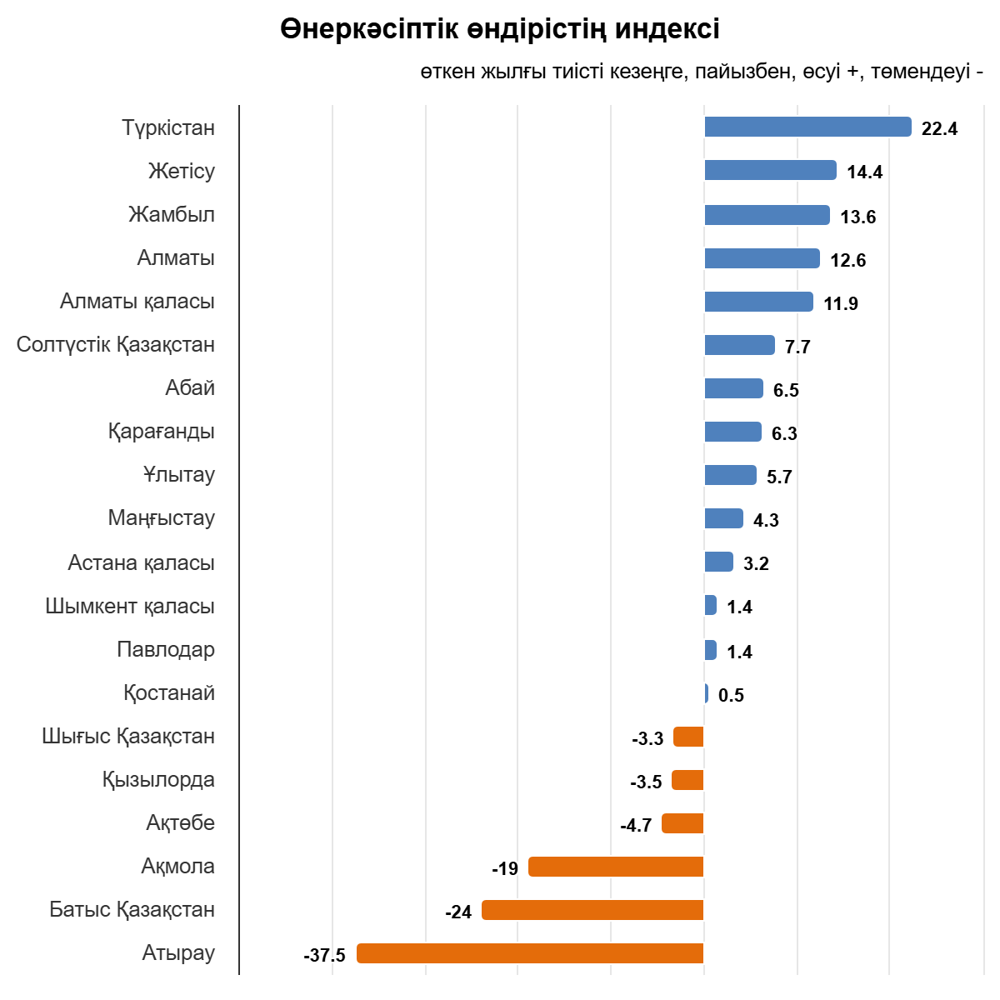 Өнеркәсіптік өндірістің индексі
өткен жылғы тиісті кезеңге, пайызбен, өсуі +, төмендеуі -
Түркістан 22.4
Жетісу 14.4
Жамбыл 13.6
Алматы 12.6
Алматы қаласы 11.9
Солтүстік Қазақстан 7.7
Абай 6.5
Қарағанды 6.3
Ұлытау 5.7
Маңғыстау 4.3
Астана қаласы 3.2
Шымкент қаласы 1.4
Павлодар 1.4
Қостанай 0.5
Шығыс Қазақстан -3.3
Қызылорда -3.5
Ақтөбе -4.7
Ақмола -19
Батыс Қазақстан -24
Атырау -37.5